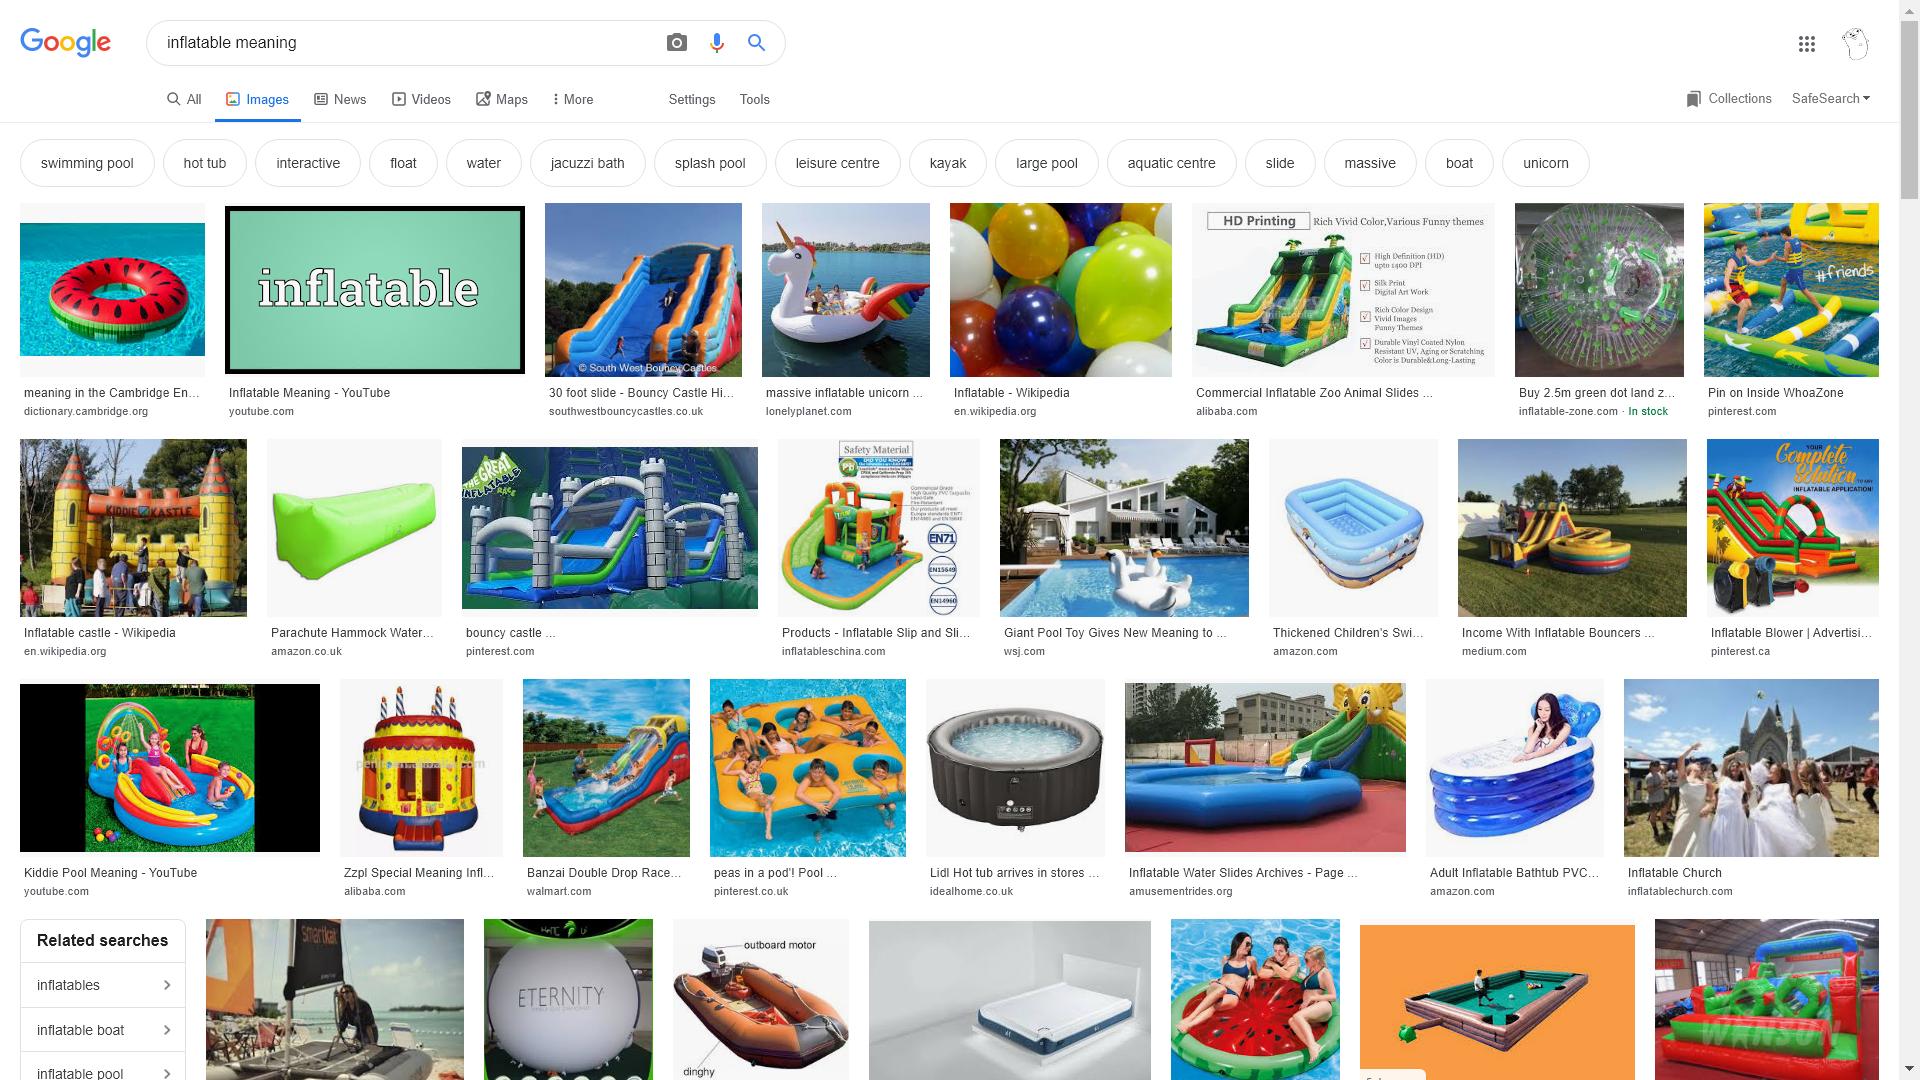 Google
inflatable meaning
All
Images
News
Videos
Maps
More
Settings
Tools
Collections
SafeSearch
swimming pool
hot tub
interactive
float
water
jacuzzi bath
splash pool
leisure centre
kayak
large pool
aquatic centre
slide
massive
boat
unicorn
inflatable
© South West Bouncy Castles
HD Printing
Rich Vivid Color,Various Funny themes
High Definition (HD)
upto 1400 DPI
Silk Print
Digital Art Work
Rich Color Design
Vivid Images
Funny Themes
Durable Vinyl Coated Nylon
Resistant UV, Aging or Scratching
Color is Durable&Long-Lasting
#friends
meaning in the Cambridge En...
dictionary.cambridge.org
Inflatable Meaning - YouTube
youtube.com
30 foot slide - Bouncy Castle Hi...
southwestbouncycastles.co.uk
massive inflatable unicorn ...
lonelyplanet.com
Inflatable - Wikipedia
en.wikipedia.org
Commercial Inflatable Zoo Animal Slides ...
alibaba.com
Buy 2.5m green dot land z...
inflatable-zone.com · In stock
Pin on Inside WhoaZone
pinterest.com
KIDDIE KASTLE
THE GREAT
INFLATABLE
RACE
Safety Material
DID YOU KNOW
Pb
EN71
EN15649
EN14960
YOUR
Complete
Solution
TO ANY
INFLATABLE APPLICATION!
Inflatable castle - Wikipedia
en.wikipedia.org
Parachute Hammock Water...
amazon.co.uk
bouncy castle ...
pinterest.com
Products - Inflatable Slip and Sli...
inflatableschina.com
Giant Pool Toy Gives New Meaning to ...
wsj.com
Thickened Children's Swi...
amazon.com
Income With Inflatable Bouncers ...
medium.com
Inflatable Blower | Advertisi...
pinterest.ca
Kiddie Pool Meaning - YouTube
youtube.com
Zzpl Special Meaning Infl...
alibaba.com
Banzai Double Drop Race...
walmart.com
peas in a pod'! Pool ...
pinterest.co.uk
Lidl Hot tub arrives in stores ...
idealhome.co.uk
Inflatable Water Slides Archives - Page ...
amusementrides.org
Adult Inflatable Bathtub PVC...
amazon.com
Inflatable Church
inflatablechurch.com
Related searches
inflatables
inflatable boat
inflatable pool
smartkat
ETERNITY
outboard motor
dinghy